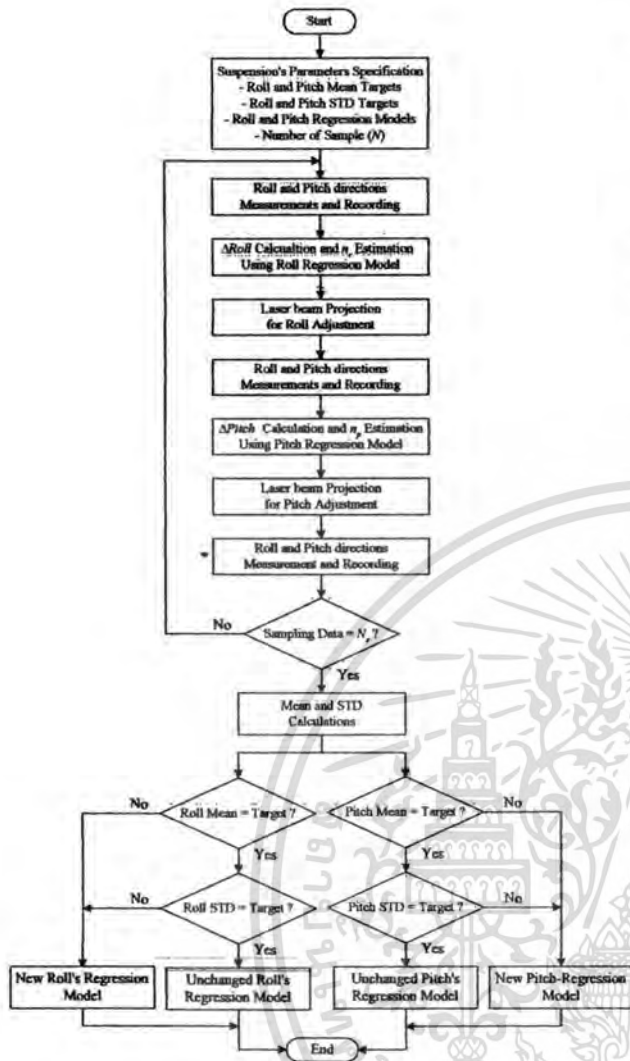 Start
Suspension's Parameters Specification
- Roll and Pitch Mean Targets
- Roll and Pitch STD Targets
- Roll and Pitch Regression Models
- Number of Sample (N)
Roll and Pitch directions
Measurements and Recording
ΔRoll Calcualtion and nr Estimation
Using Roll Regression Model
Laser beam Projection
for Roll Adjustment
Roll and Pitch directions
Measurements and Recording
ΔPitch Calculation and np Estimation
Using Pitch Regression Model
Laser beam Projection
for Pitch Adjustment
Roll and Pitch directions
Measurement and Recording
No
Sampling Data = N, ?
Yes
Mean and STD
Calculations
No
Roll Mean = Target ?
Pitch Mean = Target ?
No
Yes
Yes
No
Roll STD = Target ?
Pitch STD = Target ?
No
Yes
Yes
New Roll's Regression
Model
Unchanged Roll's
Regression Model
Unchanged Pitch's
Regression Model
New Pitch-Regression
Model
End